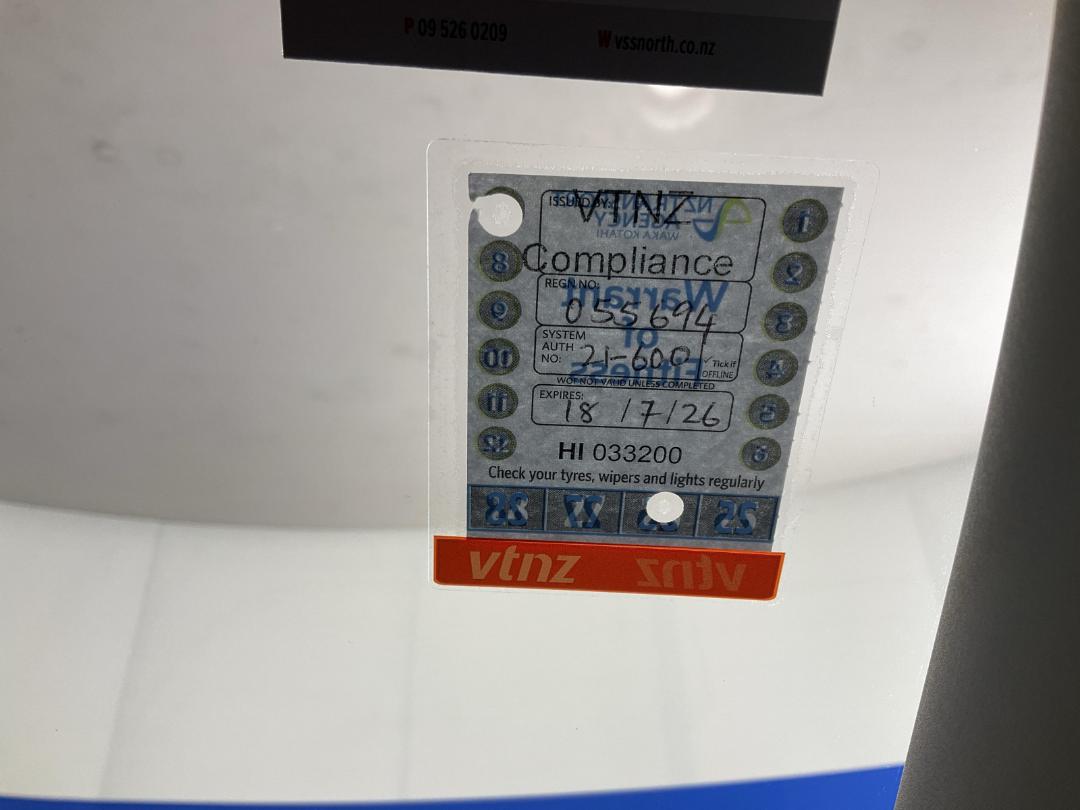 P 09 526 0209 W vssnorth.co.nz
ISSUED BY: VTNZ
NZ TRANSPORT
AGENCY
WAKA KOTAHI
Compliance
REGN NO:
055694
Warrant
of
Fitness
SYSTEM
AUTH
NO: 21-600
✓ Tick if
OFFLINE
WOF NOT VALID UNLESS COMPLETED
EXPIRES:
18 /7/26
HI 033200
Check your tyres, wipers and lights regularly
8
9
10
11
12
1
2
3
4
5
6
28 27 25
vtnz vtnz